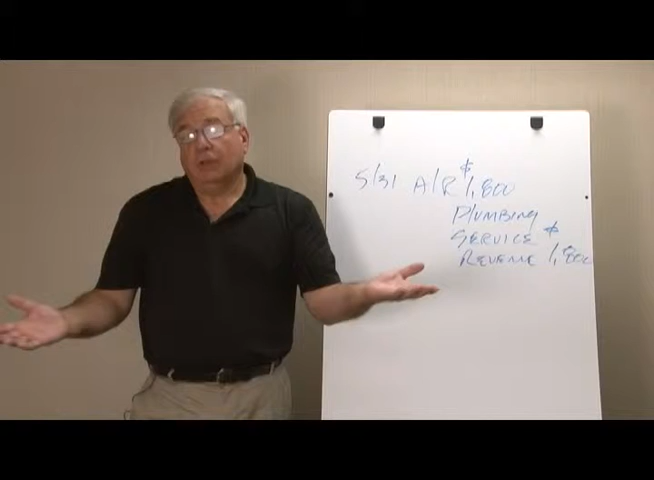 5/31 A/R $1,800
PLUMBING
SERVICE $
REVENUE 1,800